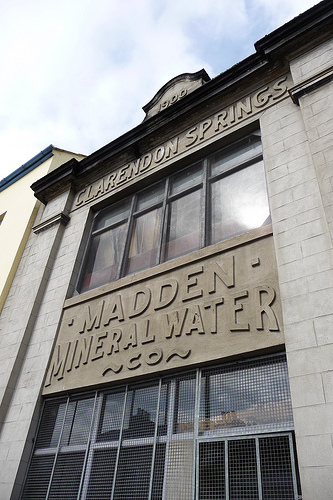 1900
CLARENDON SPRINGS
· MADDEN ·
MINERAL WATER
~ CO ~